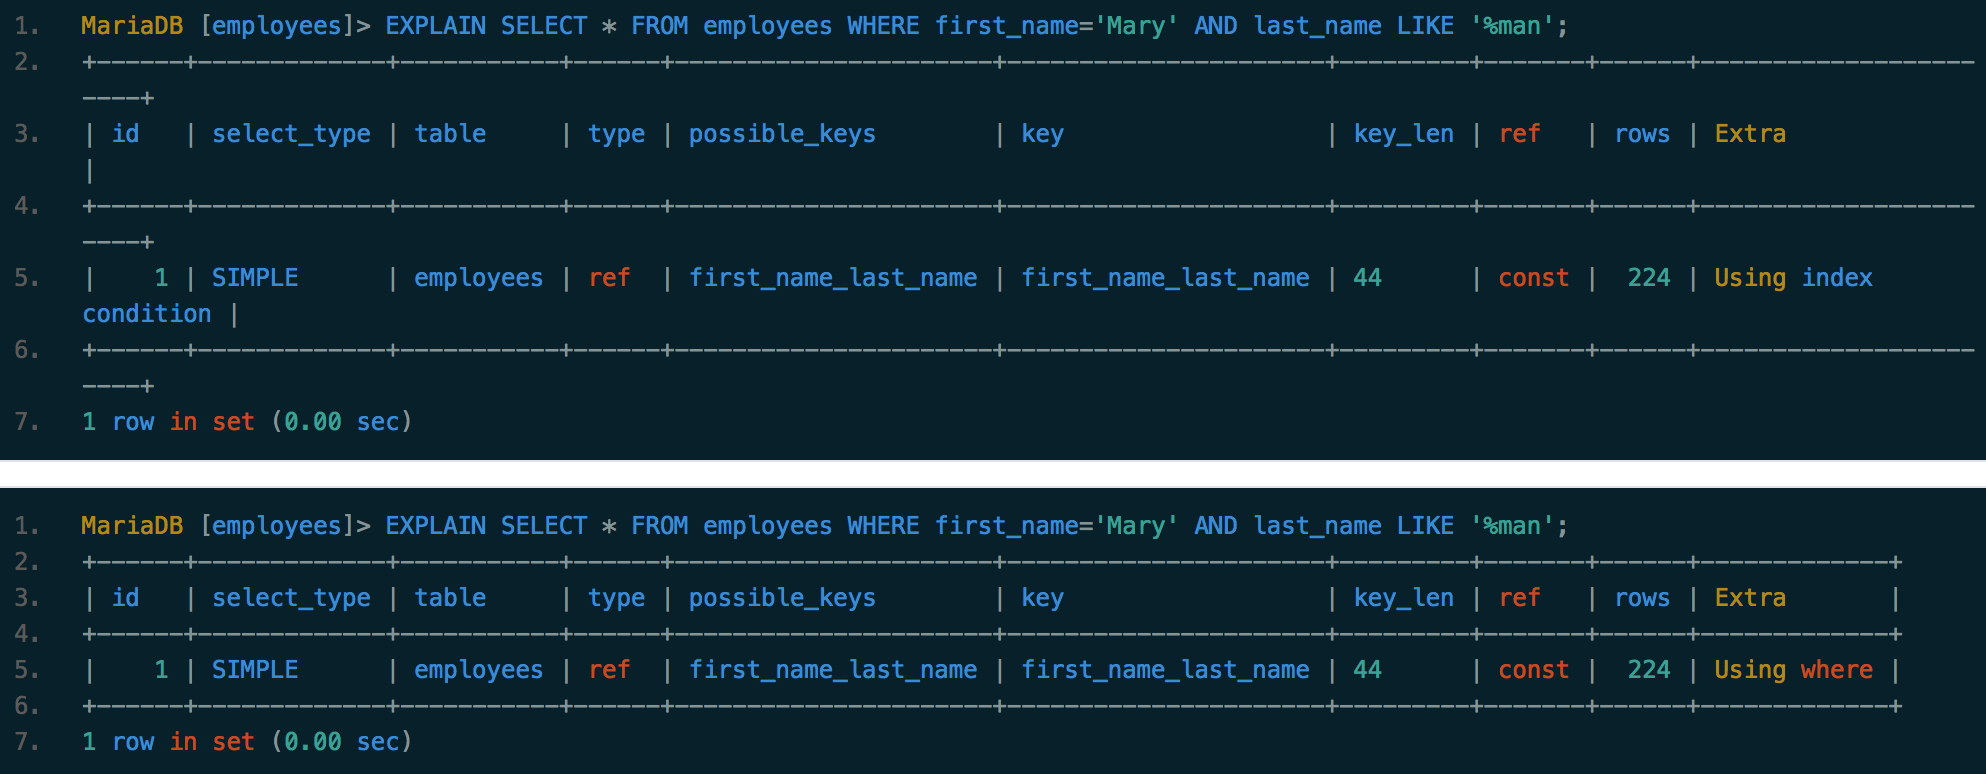 1. MariaDB [employees]> EXPLAIN SELECT * FROM employees WHERE first_name='Mary' AND last_name LIKE '%man';
2. +------+-------------+-----------+------+----------------------+----------------------+---------+-------+------+-------------------
----+
3. | id   | select_type | table     | type | possible_keys        | key                  | key_len | ref   | rows | Extra
|
4. +------+-------------+-----------+------+----------------------+----------------------+---------+-------+------+-------------------
----+
5. |    1 | SIMPLE      | employees | ref  | first_name_last_name | first_name_last_name | 44      | const |  224 | Using index
condition |
6. +------+-------------+-----------+------+----------------------+----------------------+---------+-------+------+-------------------
----+
7. 1 row in set (0.00 sec)
1. MariaDB [employees]> EXPLAIN SELECT * FROM employees WHERE first_name='Mary' AND last_name LIKE '%man';
2. +------+-------------+-----------+------+----------------------+----------------------+---------+-------+------+-------------+
3. | id   | select_type | table     | type | possible_keys        | key                  | key_len | ref   | rows | Extra       |
4. +------+-------------+-----------+------+----------------------+----------------------+---------+-------+------+-------------+
5. |    1 | SIMPLE      | employees | ref  | first_name_last_name | first_name_last_name | 44      | const |  224 | Using where |
6. +------+-------------+-----------+------+----------------------+----------------------+---------+-------+------+-------------+
7. 1 row in set (0.00 sec)